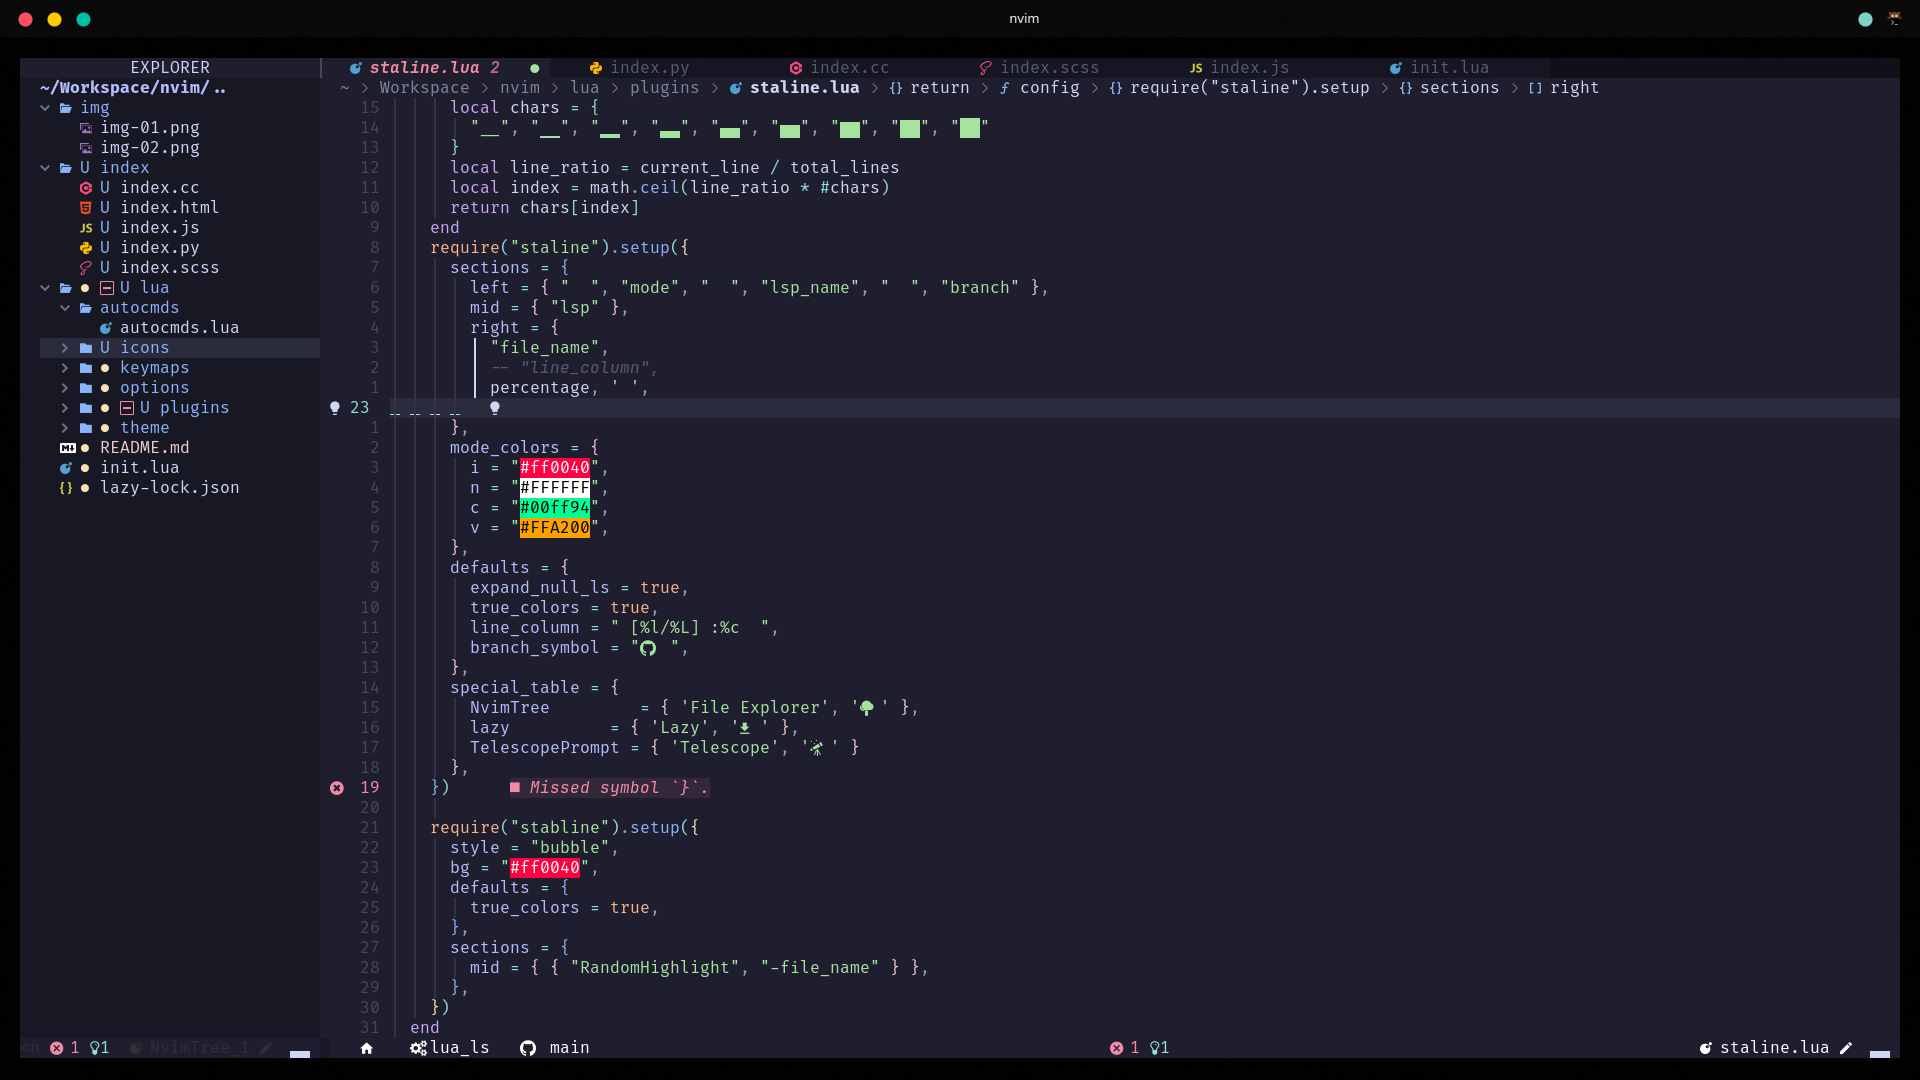 nvim
EXPLORER
~/Workspace/nvim/..
img
img-01.png
img-02.png
U index
U index.cc
U index.html
JS U index.js
U index.py
U index.scss
U lua
autocmds
autocmds.lua
U icons
keymaps
options
U plugins
theme
README.md
init.lua
{} lazy-lock.json
<n 1 1 NvimTree_1
staline.lua 2 index.py index.cc index.scss JS index.js init.lua
~ > Workspace > nvim > lua > plugins > staline.lua > {} return > ƒ config > {} require("staline").setup > {} sections > [] right
15 local chars = {
14 "▁", "▁", "▂", "▃", "▄", "▅", "▆", "▇", "█"
13 }
12 local line_ratio = current_line / total_lines
11 local index = math.ceil(line_ratio * #chars)
10 return chars[index]
9 end
8 require("staline").setup({
7 sections = {
6 left = { "  ", "mode", "  ", "lsp_name", "  ", "branch" },
5 mid = { "lsp" },
4 right = {
3 "file_name",
2 -- "line_column",
1 percentage, ' ',
23
1 },
2 mode_colors = {
3 i = "#ff0040",
4 n = "#FFFFFF",
5 c = "#00ff94",
6 v = "#FFA200",
7 },
8 defaults = {
9 expand_null_ls = true,
10 true_colors = true,
11 line_column = " [%l/%L] :%c  ",
12 branch_symbol = " ",
13 },
14 special_table = {
15 NvimTree = { 'File Explorer', ' ' },
16 lazy = { 'Lazy', ' ' },
17 TelescopePrompt = { 'Telescope', ' ' }
18 },
19 }) ■ Missed symbol `}`.
20
21 require("stabline").setup({
22 style = "bubble",
23 bg = "#ff0040",
24 defaults = {
25 true_colors = true,
26 },
27 sections = {
28 mid = { { "RandomHighlight", "-file_name" } },
29 },
30 })
31 end
lua_ls main 1 1 staline.lua